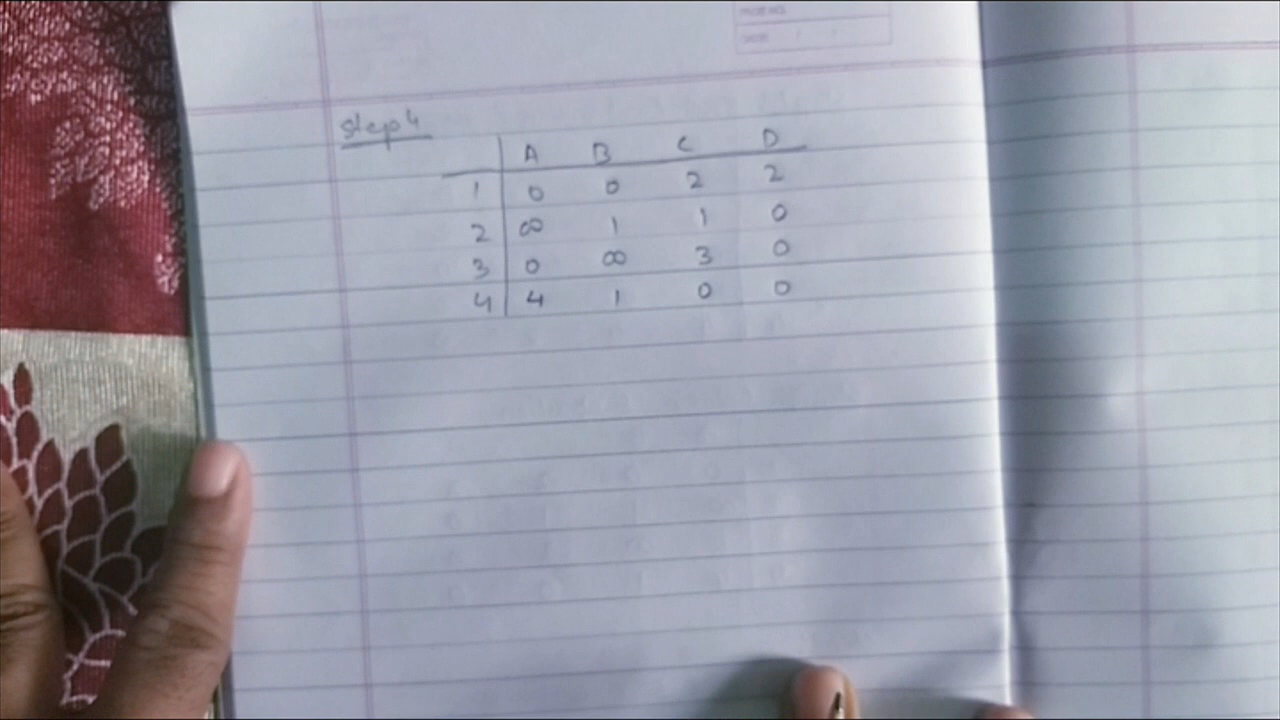 Step 4
A B C D
1 0 0 2 2
2 ∞ 1 1 0
3 0 ∞ 3 0
4 4 1 0 0